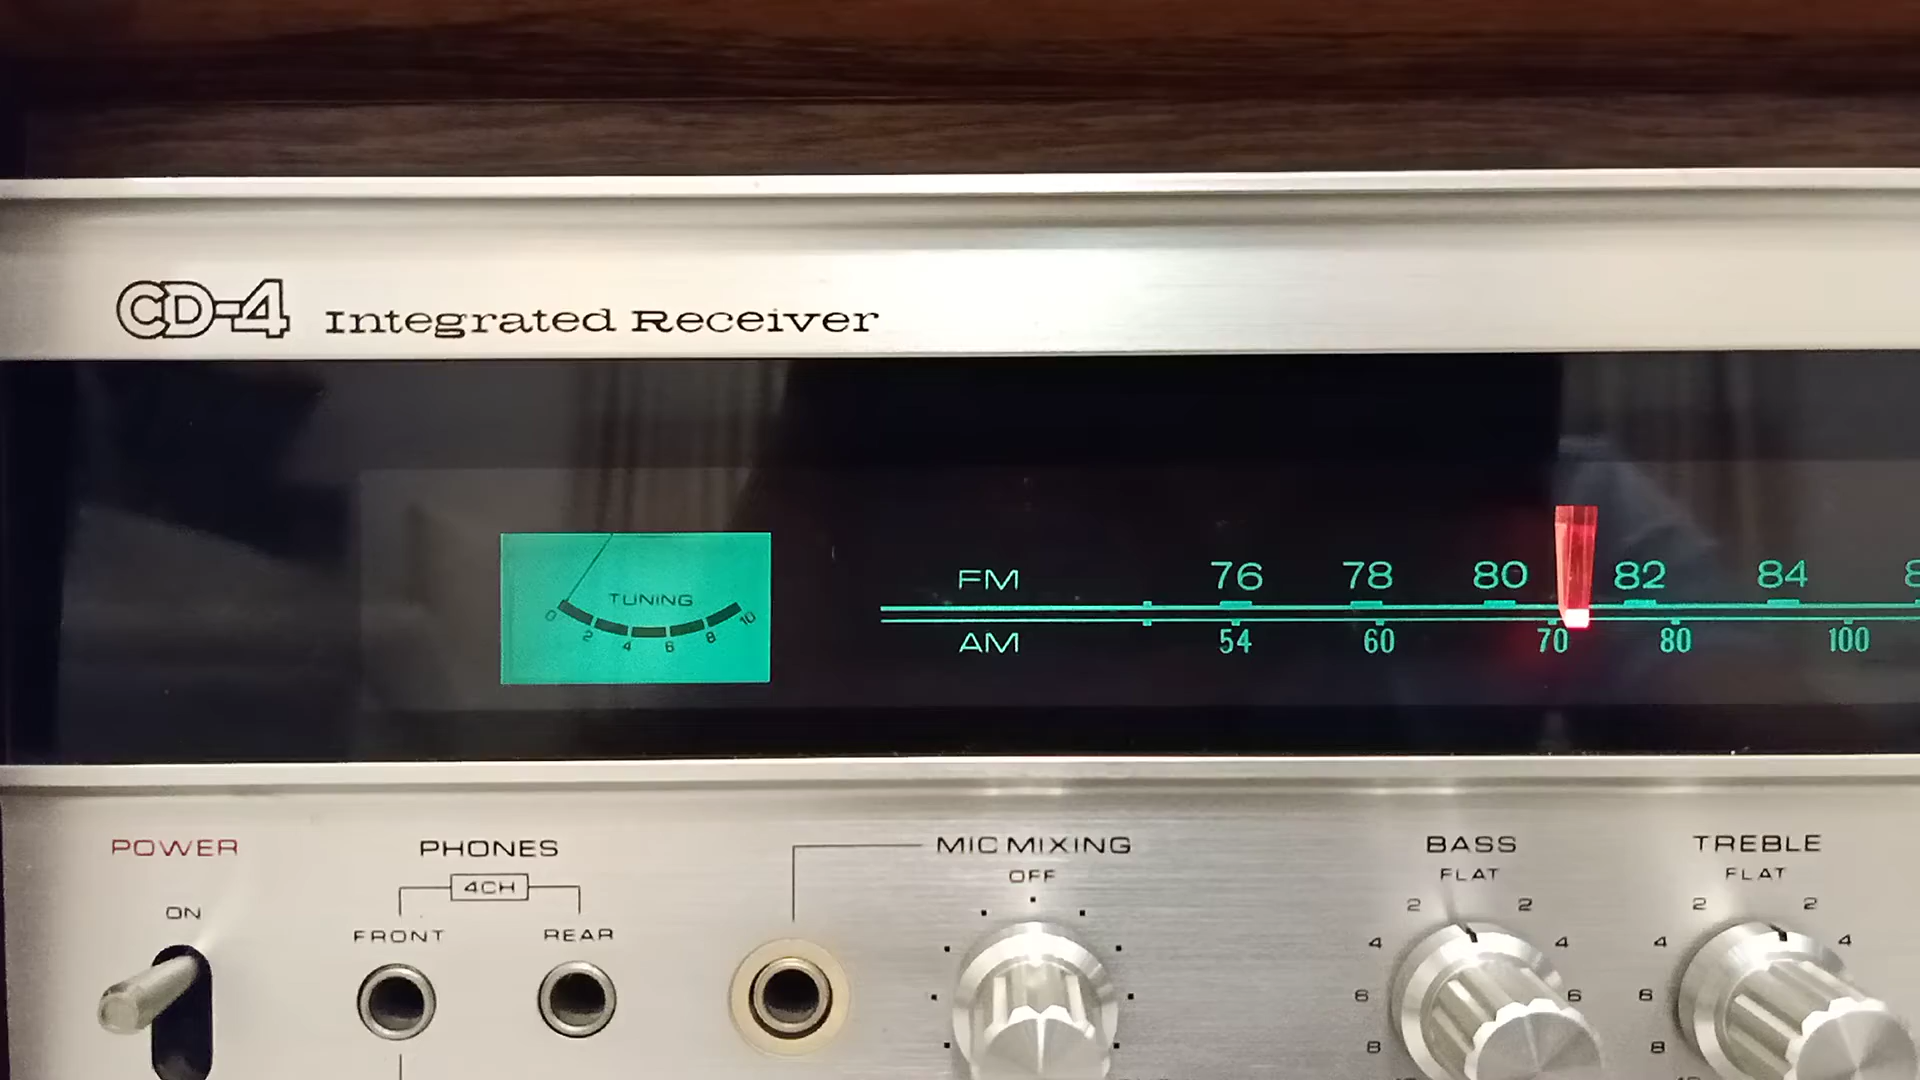 CD-4 Integrated Receiver
TUNING
0 2 4 6 8 10
FM 76 78 80 82 84
AM 54 60 70 80 100
POWER
ON
PHONES
4CH
FRONT REAR
MIC MIXING
OFF
BASS
FLAT
2 2
4 4
6 6
8
TREBLE
FLAT
2 2
4 4
6
8